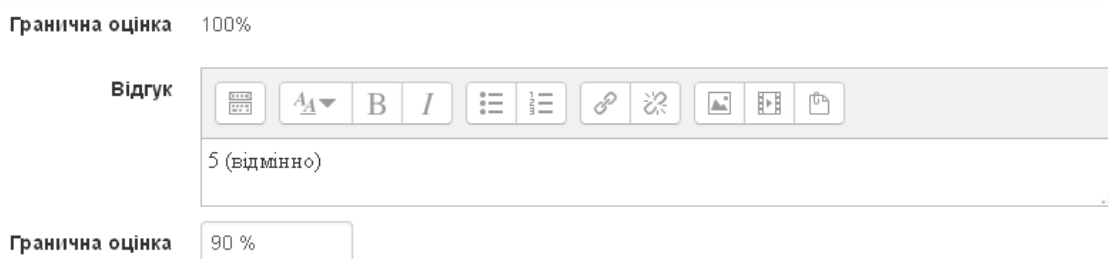 Гранична оцінка 100%
Відгук
5 (відмінно)
Гранична оцінка 90 %